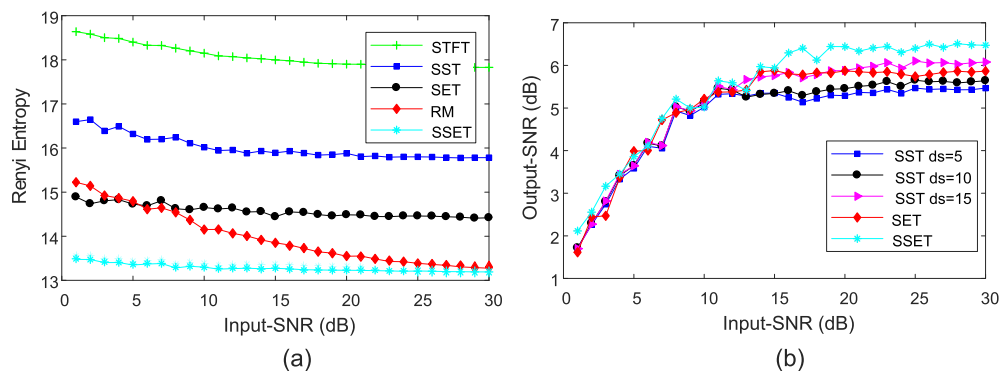 19
18
17
16
15
14
13
Renyi Entropy
0
5
10
15
20
25
30
Input-SNR (dB)
STFT
SST
SET
RM
SSET
(a)
7
6
5
4
3
2
1
Output-SNR (dB)
0
5
10
15
20
25
30
Input-SNR (dB)
SST ds=5
SST ds=10
SST ds=15
SET
SSET
(b)